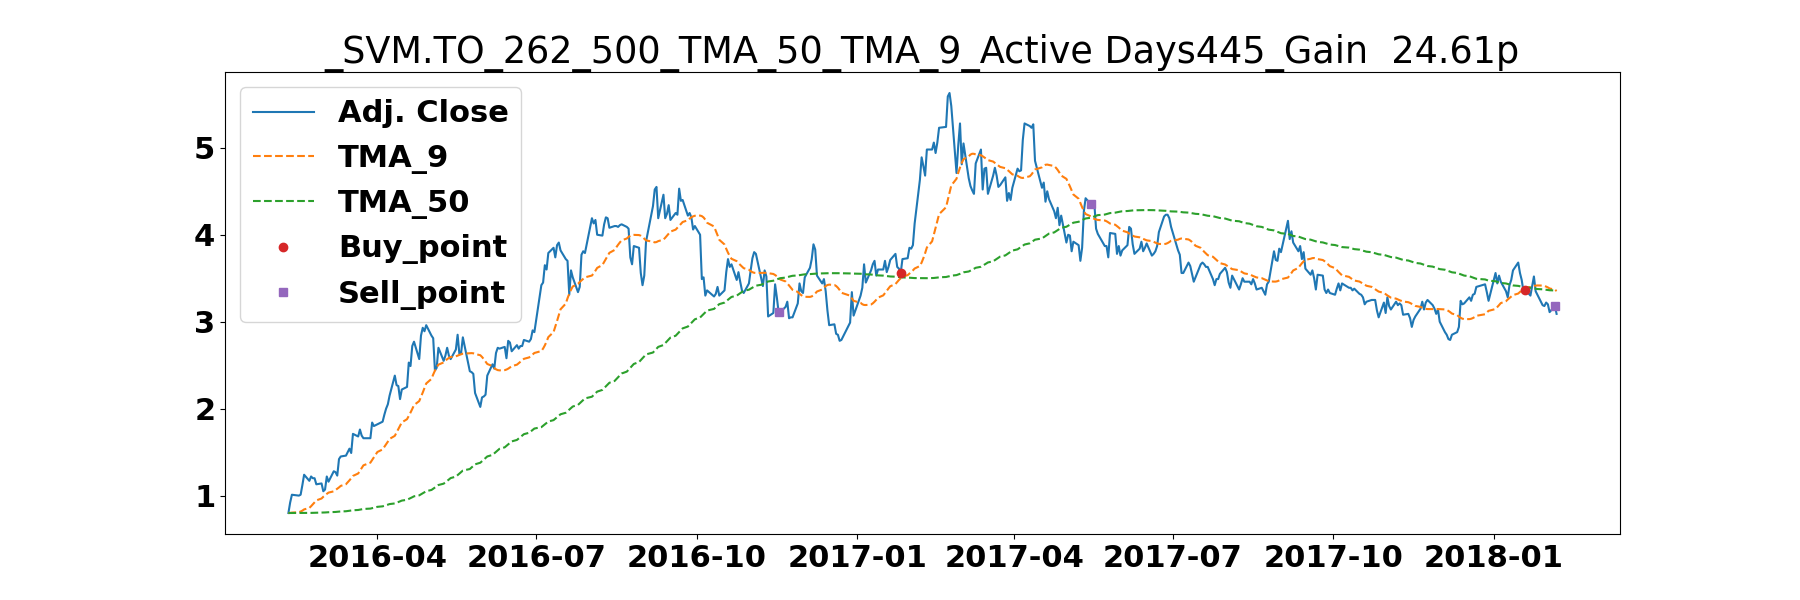 _SVM.TO_262_500_TMA_50_TMA_9_Active Days445_Gain  24.61p
Adj. Close
TMA_9
TMA_50
Buy_point
Sell_point
5
4
3
2
1
2016-04 2016-07 2016-10 2017-01 2017-04 2017-07 2017-10 2018-01